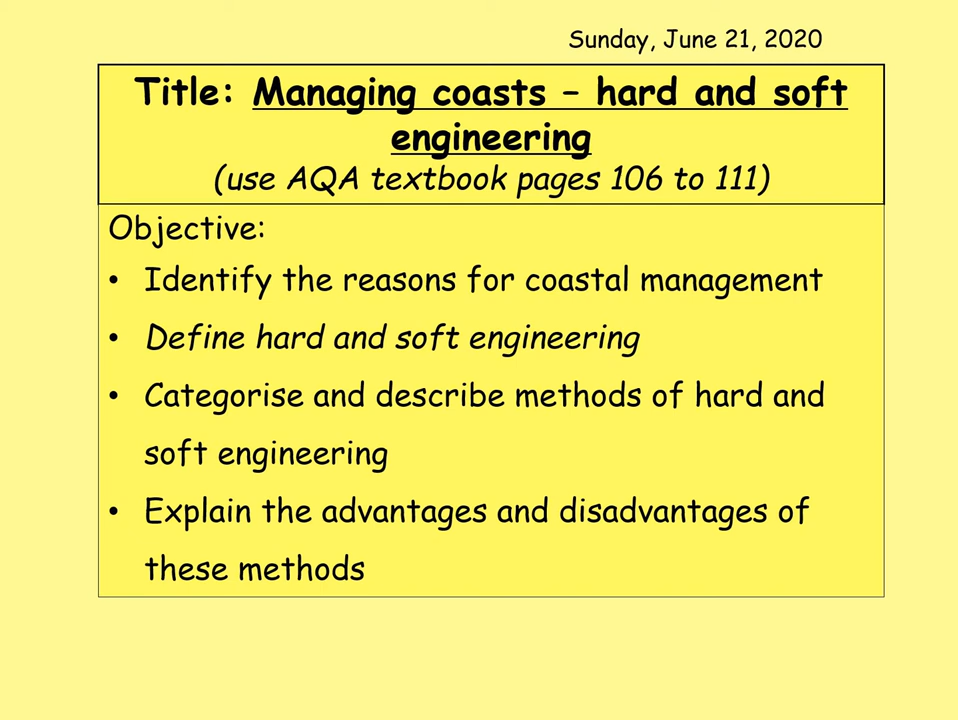 Sunday, June 21, 2020
Title: Managing coasts – hard and soft
engineering
(use AQA textbook pages 106 to 111)
Objective:
• Identify the reasons for coastal management
• Define hard and soft engineering
• Categorise and describe methods of hard and
soft engineering
• Explain the advantages and disadvantages of
these methods